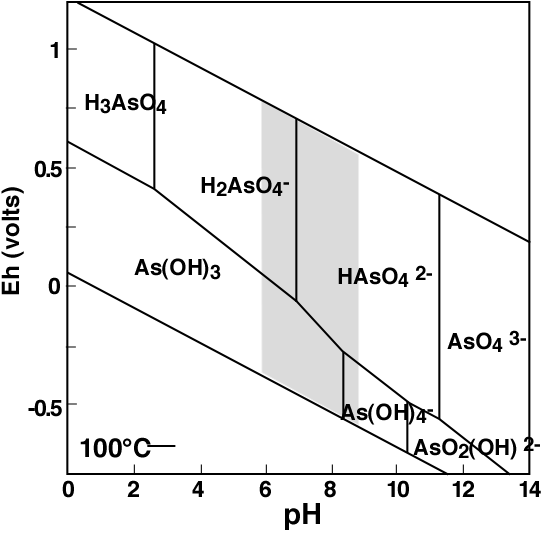 1
H3AsO4
0.5
H2AsO4-
Eh (volts)
As(OH)3
0
HAsO4 2-
AsO4 3-
-0.5
As(OH)4-
AsO2(OH) 2-
100°C
0 2 4 6 8 10 12 14
pH